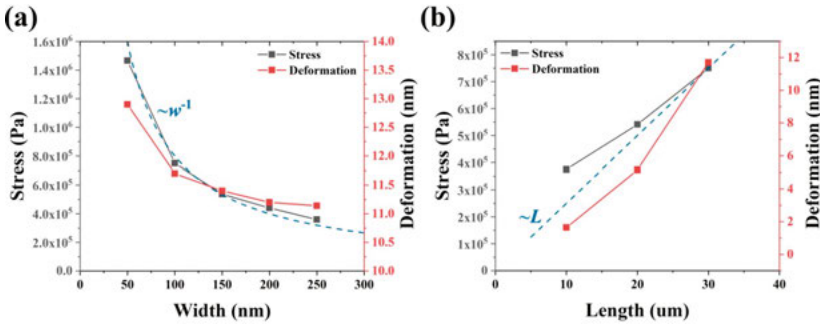 (a)
Stress (Pa)
1.6x10⁶
1.4x10⁶
1.2x10⁶
1.0x10⁶
8.0x10⁵
6.0x10⁵
4.0x10⁵
2.0x10⁵
0.0
Stress
Deformation
~w⁻¹
14.0
13.5
13.0
12.5
12.0
11.5
11.0
10.5
10.0
Deformation (nm)
0 50 100 150 200 250 300
Width (nm)
(b)
Stress (Pa)
8x10⁵
7x10⁵
6x10⁵
5x10⁵
4x10⁵
3x10⁵
2x10⁵
1x10⁵
0
Stress
Deformation
~L
12
10
8
6
4
2
0
Deformation (nm)
0 10 20 30 40
Length (um)